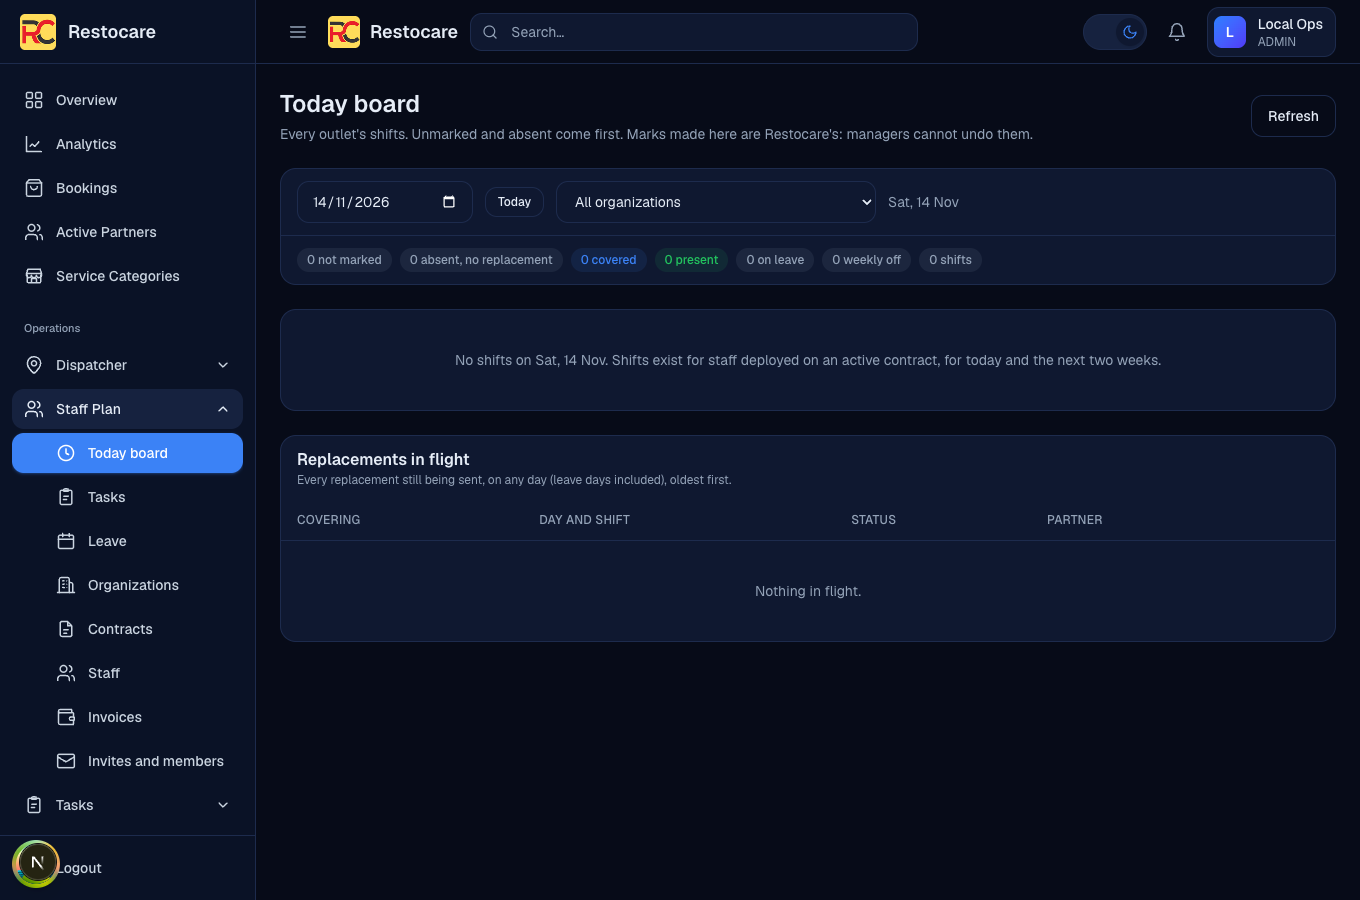 RC Restocare
RC Restocare
Search...
L
Local Ops
ADMIN
Overview
Analytics
Bookings
Active Partners
Service Categories
Operations
Dispatcher
Staff Plan
Today board
Tasks
Leave
Organizations
Contracts
Staff
Invoices
Invites and members
Tasks
N
Logout
Today board
Every outlet's shifts. Unmarked and absent come first. Marks made here are Restocare's: managers cannot undo them.
Refresh
14/11/2026
Today
All organizations
Sat, 14 Nov
0 not marked
0 absent, no replacement
0 covered
0 present
0 on leave
0 weekly off
0 shifts
No shifts on Sat, 14 Nov. Shifts exist for staff deployed on an active contract, for today and the next two weeks.
Replacements in flight
Every replacement still being sent, on any day (leave days included), oldest first.
COVERING DAY AND SHIFT STATUS PARTNER
Nothing in flight.